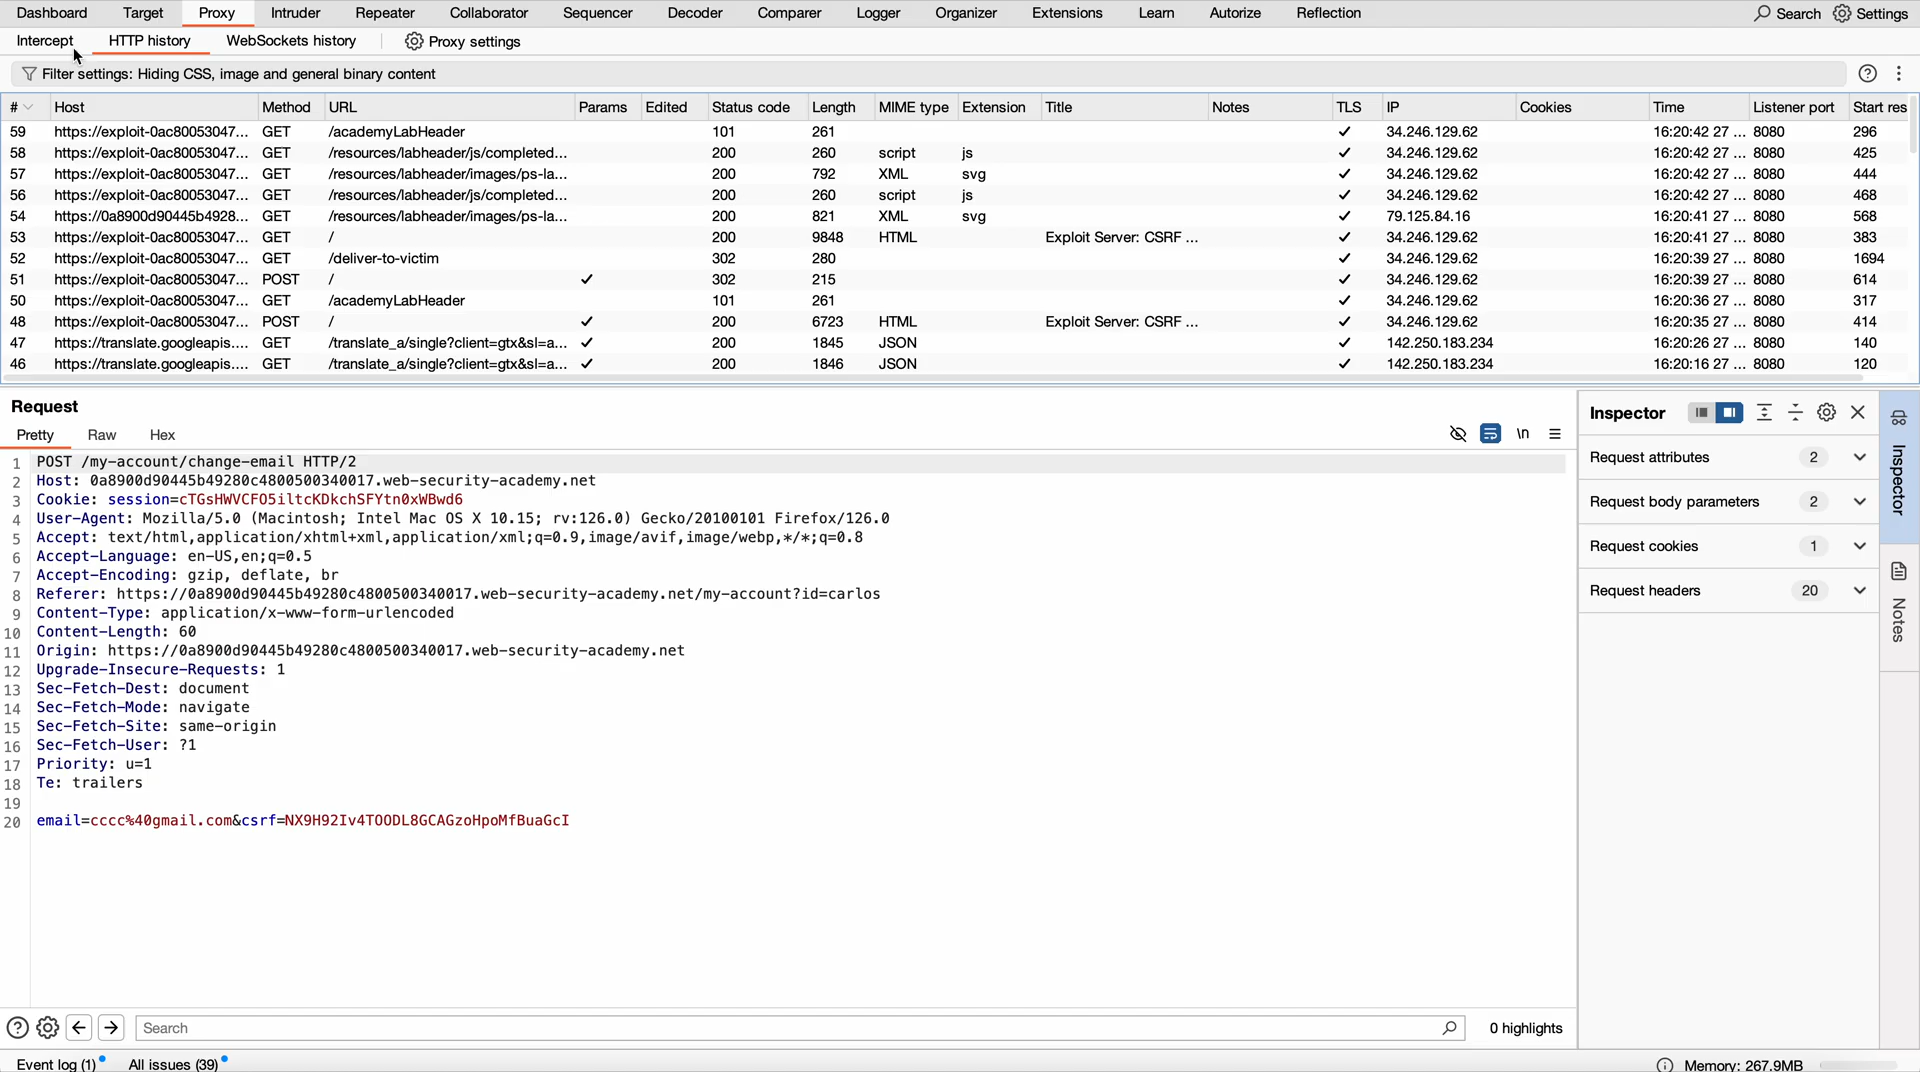 Dashboard Target Proxy Intruder Repeater Collaborator Sequencer Decoder Comparer Logger Organizer Extensions Learn Autorize Reflection Search Settings
Intercept HTTP history WebSockets history Proxy settings
Filter settings: Hiding CSS, image and general binary content
# Host Method URL Params Edited Status code Length MIME type Extension Title Notes TLS IP Cookies Time Listener port Start res
59 https://exploit-0ac80053047... GET /academyLabHeader 101 261 ✓ 34.246.129.62 16:20:42 27 ... 8080 296
58 https://exploit-0ac80053047... GET /resources/labheader/js/completed... 200 260 script js ✓ 34.246.129.62 16:20:42 27 ... 8080 425
57 https://exploit-0ac80053047... GET /resources/labheader/images/ps-la... 200 792 XML svg ✓ 34.246.129.62 16:20:42 27 ... 8080 444
56 https://exploit-0ac80053047... GET /resources/labheader/js/completed... 200 260 script js ✓ 34.246.129.62 16:20:42 27 ... 8080 468
54 https://0a8900d90445b4928... GET /resources/labheader/images/ps-la... 200 821 XML svg ✓ 79.125.84.16 16:20:41 27 ... 8080 568
53 https://exploit-0ac80053047... GET / 200 9848 HTML Exploit Server: CSRF ... ✓ 34.246.129.62 16:20:41 27 ... 8080 383
52 https://exploit-0ac80053047... GET /deliver-to-victim 302 280 ✓ 34.246.129.62 16:20:39 27 ... 8080 1694
51 https://exploit-0ac80053047... POST / ✓ 302 215 ✓ 34.246.129.62 16:20:39 27 ... 8080 614
50 https://exploit-0ac80053047... GET /academyLabHeader 101 261 ✓ 34.246.129.62 16:20:36 27 ... 8080 317
48 https://exploit-0ac80053047... POST / ✓ 200 6723 HTML Exploit Server: CSRF ... ✓ 34.246.129.62 16:20:35 27 ... 8080 414
47 https://translate.googleapis.... GET /translate_a/single?client=gtx&sl=a... ✓ 200 1845 JSON ✓ 142.250.183.234 16:20:26 27 ... 8080 140
46 https://translate.googleapis.... GET /translate_a/single?client=gtx&sl=a... ✓ 200 1846 JSON ✓ 142.250.183.234 16:20:16 27 ... 8080 120
Request
Pretty Raw Hex \n
1 POST /my-account/change-email HTTP/2
2 Host: 0a8900d90445b49280c4800500340017.web-security-academy.net
3 Cookie: session=cTGsHWVCFO5iltcKDkchSFYtn0xWBwd6
4 User-Agent: Mozilla/5.0 (Macintosh; Intel Mac OS X 10.15; rv:126.0) Gecko/20100101 Firefox/126.0
5 Accept: text/html,application/xhtml+xml,application/xml;q=0.9,image/avif,image/webp,*/*;q=0.8
6 Accept-Language: en-US,en;q=0.5
7 Accept-Encoding: gzip, deflate, br
8 Referer: https://0a8900d90445b49280c4800500340017.web-security-academy.net/my-account?id=carlos
9 Content-Type: application/x-www-form-urlencoded
10 Content-Length: 60
11 Origin: https://0a8900d90445b49280c4800500340017.web-security-academy.net
12 Upgrade-Insecure-Requests: 1
13 Sec-Fetch-Dest: document
14 Sec-Fetch-Mode: navigate
15 Sec-Fetch-Site: same-origin
16 Sec-Fetch-User: ?1
17 Priority: u=1
18 Te: trailers
19
20 email=cccc%40gmail.com&csrf=NX9H92Iv4TOODL8GCAGzoHpoMfBuaGcI
Inspector
Request attributes 2
Request body parameters 2
Request cookies 1
Request headers 20
Inspector
Notes
Search 0 highlights
Event log (1) All issues (39) Memory: 267.9MB